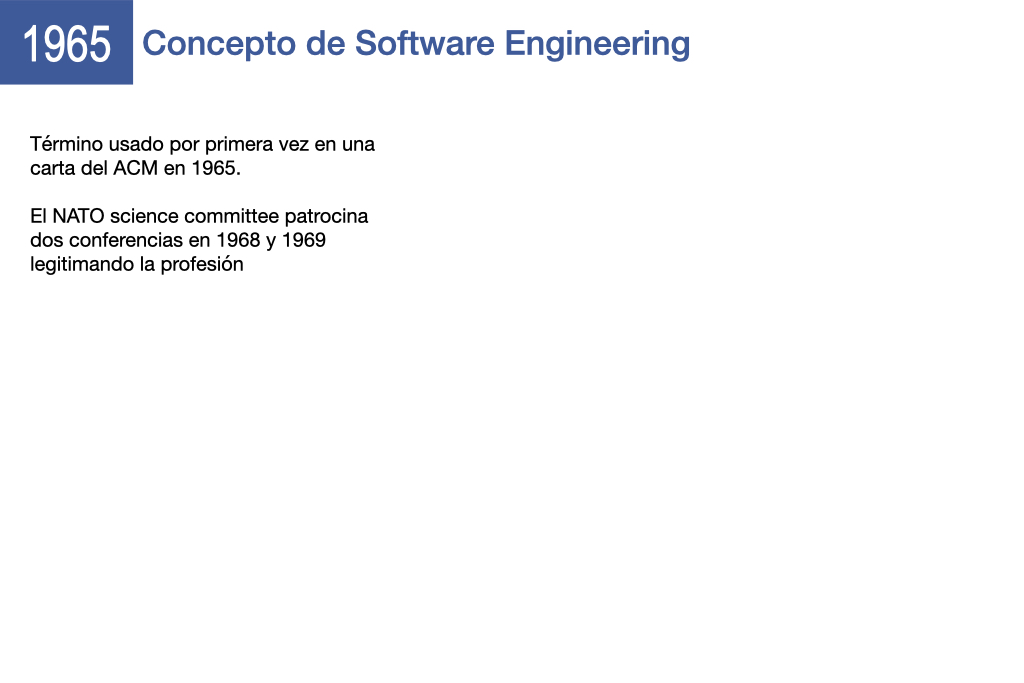 1965
Concepto de Software Engineering
Término usado por primera vez en una
carta del ACM en 1965.
El NATO science committee patrocina
dos conferencias en 1968 y 1969
legitimando la profesión